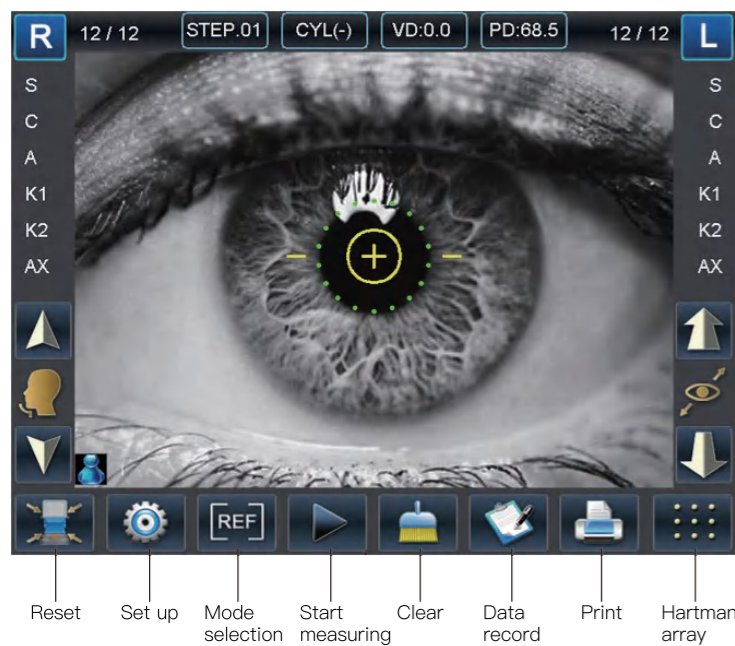 R 12 / 12 STEP.01 CYL(-) VD:0.0 PD:68.5 12 / 12 L
S S
C C
A A
K1 K1
K2 K2
AX AX
[REF]
Reset Set up Mode selection Start measuring Clear Data record Print Hartman array